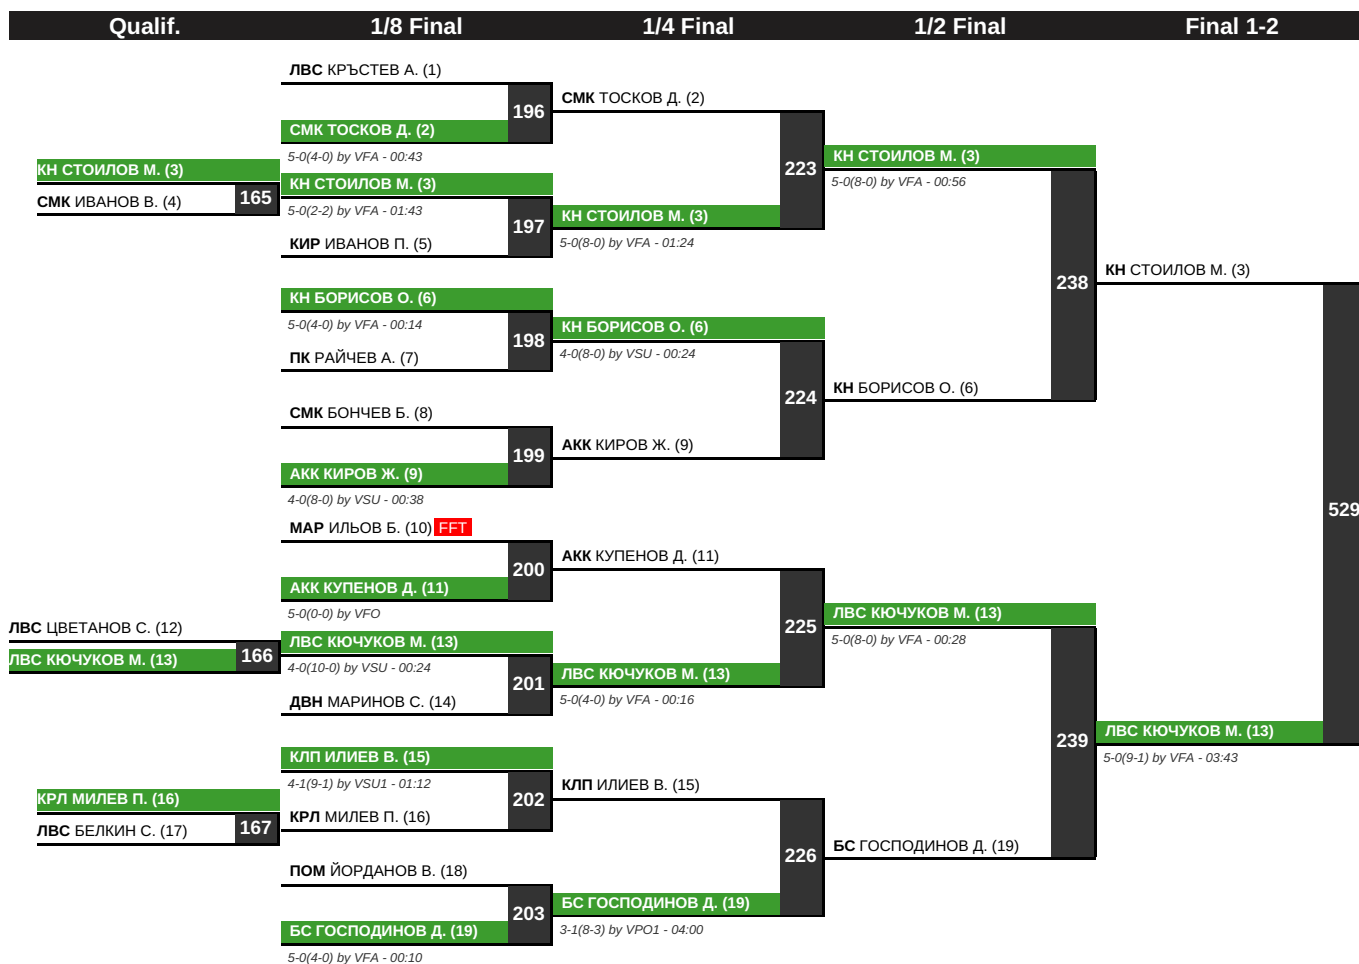 Qualif. 1/8 Final 1/4 Final 1/2 Final Final 1-2
ЛВС КРЪСТЕВ А. (1)
196
СМК ТОСКОВ Д. (2)
5-0(4-0) by VFA - 00:43
КН СТОИЛОВ М. (3)
СМК ИВАНОВ В. (4)
165
КН СТОИЛОВ М. (3)
5-0(2-2) by VFA - 01:43
197
КИР ИВАНОВ П. (5)
СМК ТОСКОВ Д. (2)
223
КН СТОИЛОВ М. (3)
5-0(8-0) by VFA - 01:24
КН СТОИЛОВ М. (3)
5-0(8-0) by VFA - 00:56
КН БОРИСОВ О. (6)
5-0(4-0) by VFA - 00:14
198
ПК РАЙЧЕВ А. (7)
КН БОРИСОВ О. (6)
4-0(8-0) by VSU - 00:24
224
СМК БОНЧЕВ Б. (8)
199
АКК КИРОВ Ж. (9)
4-0(8-0) by VSU - 00:38
АКК КИРОВ Ж. (9)
КН БОРИСОВ О. (6)
238
КН СТОИЛОВ М. (3)
529
МАР ИЛЬОВ Б. (10) FFT
200
АКК КУПЕНОВ Д. (11)
5-0(0-0) by VFO
АКК КУПЕНОВ Д. (11)
225
ЛВС ЦВЕТАНОВ С. (12)
ЛВС КЮЧУКОВ М. (13)
166
ЛВС КЮЧУКОВ М. (13)
4-0(10-0) by VSU - 00:24
201
ДВН МАРИНОВ С. (14)
ЛВС КЮЧУКОВ М. (13)
5-0(4-0) by VFA - 00:16
ЛВС КЮЧУКОВ М. (13)
5-0(8-0) by VFA - 00:28
239
ЛВС КЮЧУКОВ М. (13)
5-0(9-1) by VFA - 03:43
КЛП ИЛИЕВ В. (15)
4-1(9-1) by VSU1 - 01:12
202
КРЛ МИЛЕВ П. (16)
КРЛ МИЛЕВ П. (16)
ЛВС БЕЛКИН С. (17)
167
КЛП ИЛИЕВ В. (15)
226
БС ГОСПОДИНОВ Д. (19)
ПОМ ЙОРДАНОВ В. (18)
203
БС ГОСПОДИНОВ Д. (19)
5-0(4-0) by VFA - 00:10
БС ГОСПОДИНОВ Д. (19)
3-1(8-3) by VPO1 - 04:00